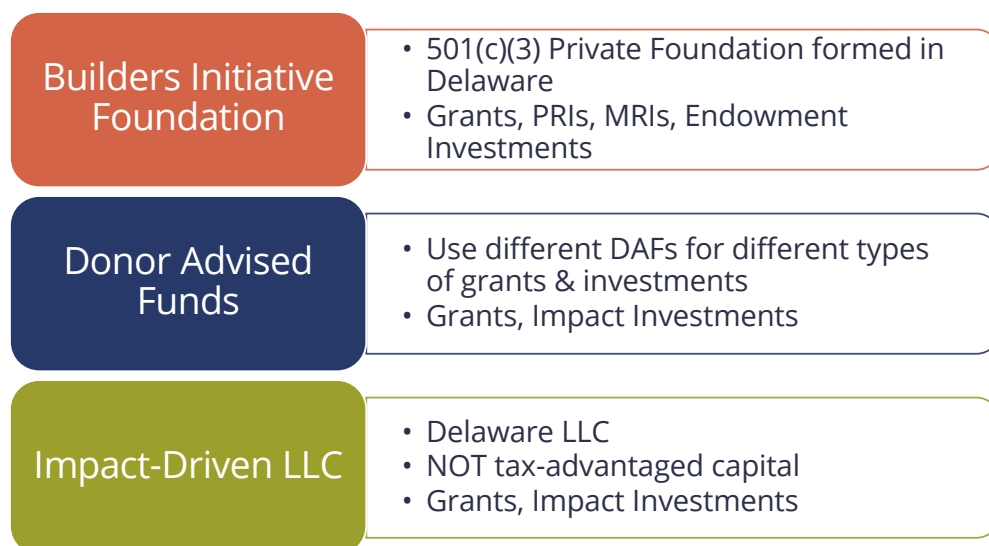 Builders Initiative
Foundation
• 501(c)(3) Private Foundation formed in
Delaware
• Grants, PRIs, MRIs, Endowment
Investments
Donor Advised
Funds
• Use different DAFs for different types
of grants & investments
• Grants, Impact Investments
Impact-Driven LLC
• Delaware LLC
• NOT tax-advantaged capital
• Grants, Impact Investments